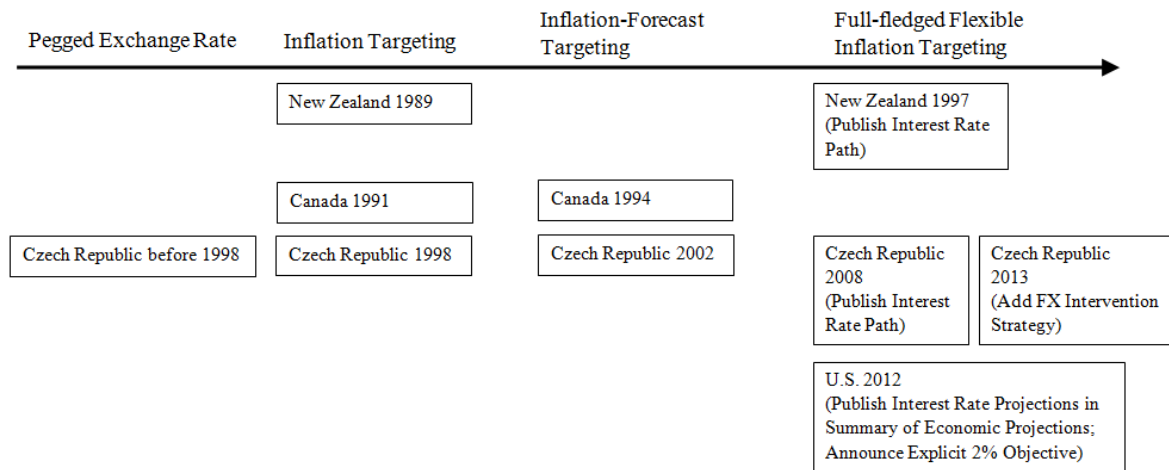 Pegged Exchange Rate
Inflation Targeting
Inflation-Forecast
Targeting
Full-fledged Flexible
Inflation Targeting
New Zealand 1989
New Zealand 1997
(Publish Interest Rate
Path)
Canada 1991
Canada 1994
Czech Republic before 1998
Czech Republic 1998
Czech Republic 2002
Czech Republic
2008
(Publish Interest
Rate Path)
Czech Republic
2013
(Add FX Intervention
Strategy)
U.S. 2012
(Publish Interest Rate Projections in
Summary of Economic Projections;
Announce Explicit 2% Objective)